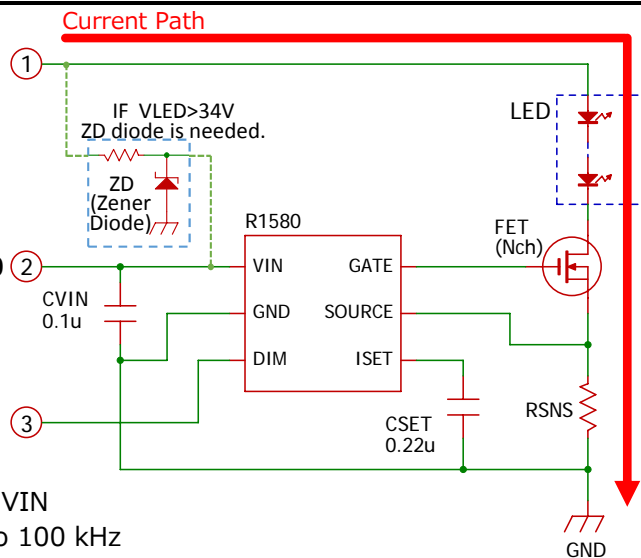 Current Path
1
IF VLED>34V
ZD diode is needed.
ZD
(Zener
Diode)
LED
R1580
FET
(Nch)
2
VIN
GATE
CVIN
0.1u
GND
SOURCE
DIM
ISET
3
CSET
0.22u
RSNS
VIN
100 kHz
GND